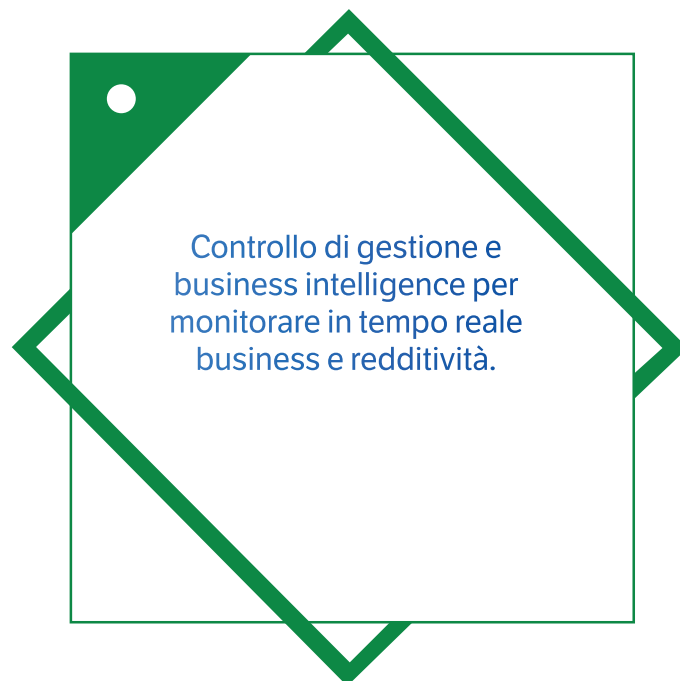 Controllo di gestione e
business intelligence per
monitorare in tempo reale
business e redditività.